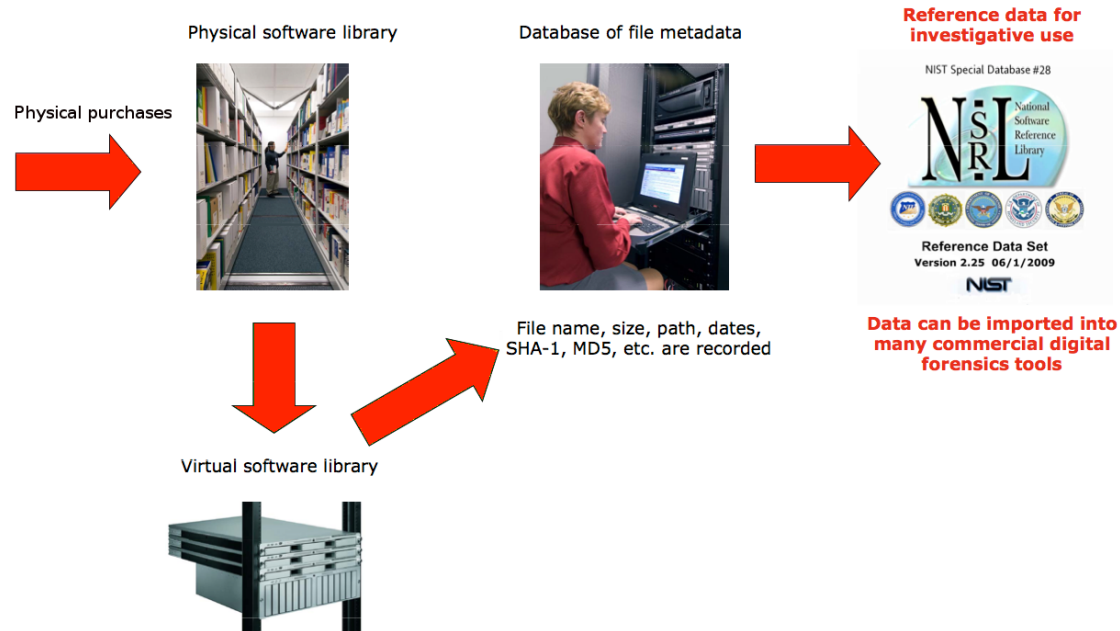 Physical purchases
Physical software library
Database of file metadata
File name, size, path, dates,
SHA-1, MD5, etc. are recorded
Virtual software library
Reference data for
investigative use
NIST Special Database #28
NSRL
National
Software
Reference
Library
Reference Data Set
Version 2.25 06/1/2009
NIST
Data can be imported into
many commercial digital
forensics tools